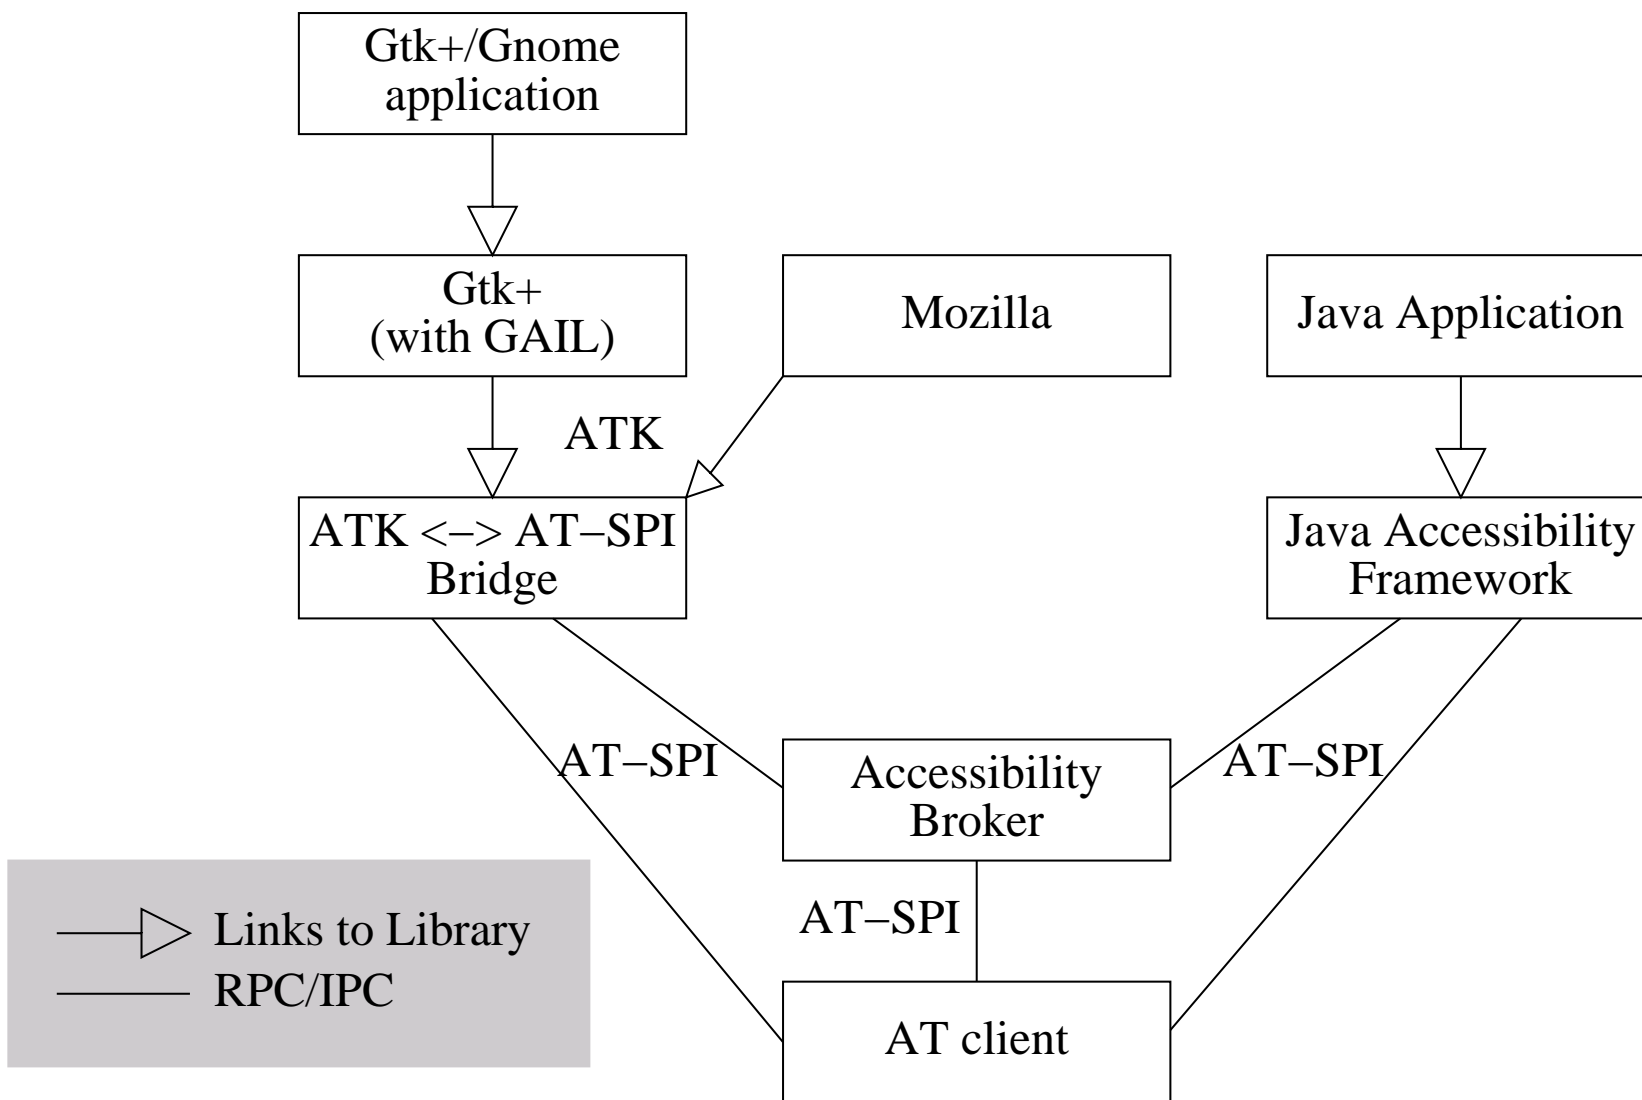 Gtk+/Gnome
application
Gtk+
(with GAIL)
Mozilla
Java Application
ATK
ATK <–> AT–SPI
Bridge
Java Accessibility
Framework
AT–SPI
Accessibility
Broker
AT–SPI
AT–SPI
Links to Library
RPC/IPC
AT client